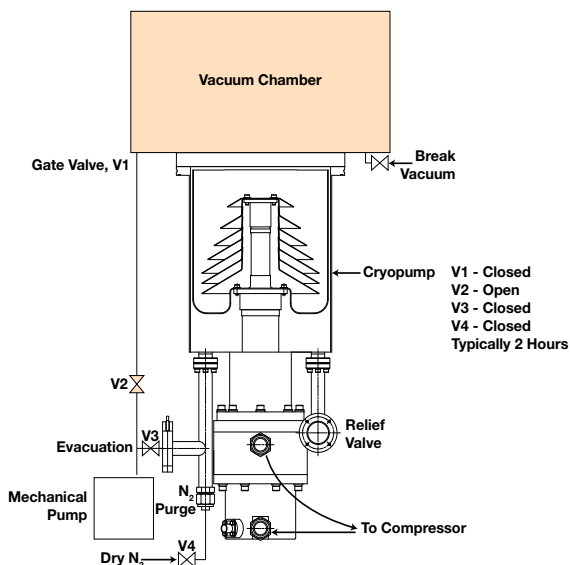 Vacuum Chamber
Gate Valve, V1
Break
Vacuum
Cryopump
V1 - Closed
V2 - Open
V3 - Closed
V4 - Closed
Typically 2 Hours
V2
Evacuation
V3
Relief
Valve
Mechanical
Pump
N₂
Purge
To Compressor
V4
Dry N₂